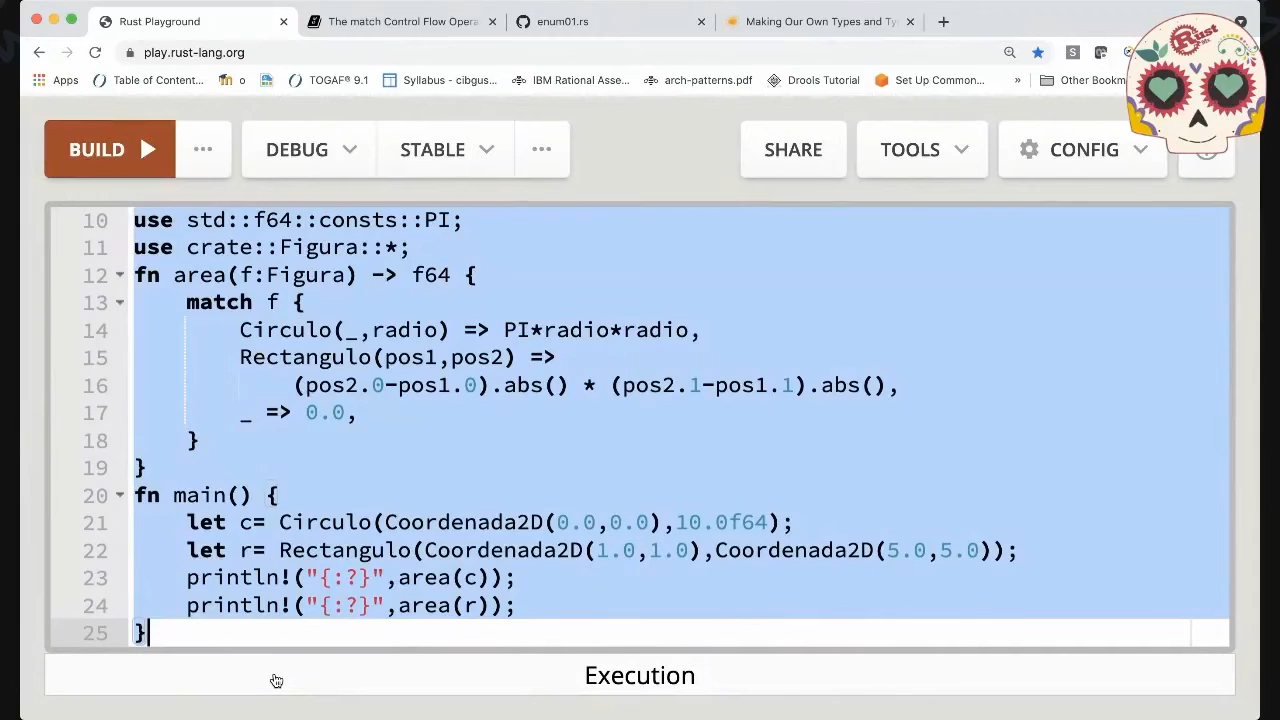 Rust Playground
The match Control Flow Opera
enum01.rs
Making Our Own Types and Ty
play.rust-lang.org
Apps
Table of Content...
o
TOGAF® 9.1
Syllabus - cibgus...
IBM Rational Asse...
arch-patterns.pdf
Drools Tutorial
Set Up Common...
»
Other Bookm
Rust
BUILD
...
DEBUG
STABLE
...
SHARE
TOOLS
CONFIG
10 use std::f64::consts::PI;
11 use crate::Figura::*;
12 fn area(f:Figura) -> f64 {
13 match f {
14 Circulo(_,radio) => PI*radio*radio,
15 Rectangulo(pos1,pos2) =>
16 (pos2.0-pos1.0).abs() * (pos2.1-pos1.1).abs(),
17 _ => 0.0,
18 }
19 }
20 fn main() {
21 let c= Circulo(Coordenada2D(0.0,0.0),10.0f64);
22 let r= Rectangulo(Coordenada2D(1.0,1.0),Coordenada2D(5.0,5.0));
23 println!("{:?}",area(c));
24 println!("{:?}",area(r));
25 }
Execution